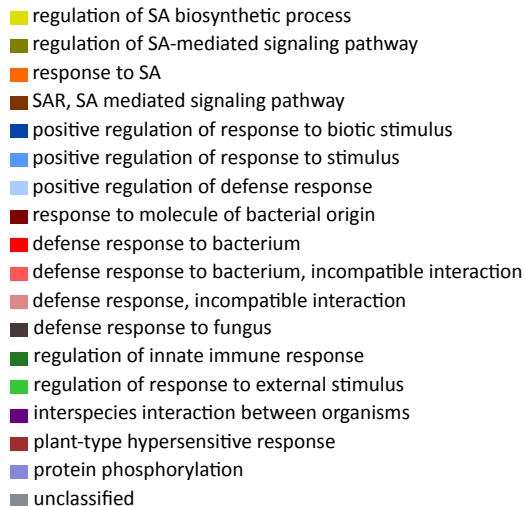 regulation of SA biosynthetic process
regulation of SA-mediated signaling pathway
response to SA
SAR, SA mediated signaling pathway
positive regulation of response to biotic stimulus
positive regulation of response to stimulus
positive regulation of defense response
response to molecule of bacterial origin
defense response to bacterium
defense response to bacterium, incompatible interaction
defense response, incompatible interaction
defense response to fungus
regulation of innate immune response
regulation of response to external stimulus
interspecies interaction between organisms
plant-type hypersensitive response
protein phosphorylation
unclassified